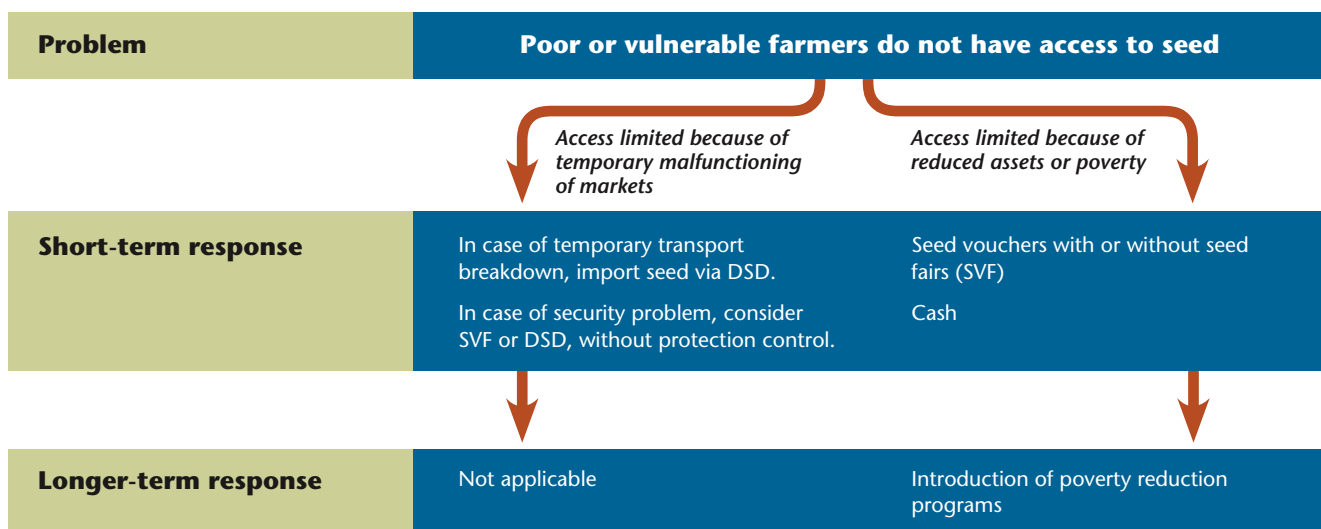 Problem
Poor or vulnerable farmers do not have access to seed
Access limited because of
temporary malfunctioning
of markets
Access limited because of
reduced assets or poverty
Short-term response
In case of temporary transport
breakdown, import seed via DSD.
In case of security problem, consider
SVF or DSD, without protection control.
Seed vouchers with or without seed
fairs (SVF)
Cash
Longer-term response
Not applicable
Introduction of poverty reduction
programs